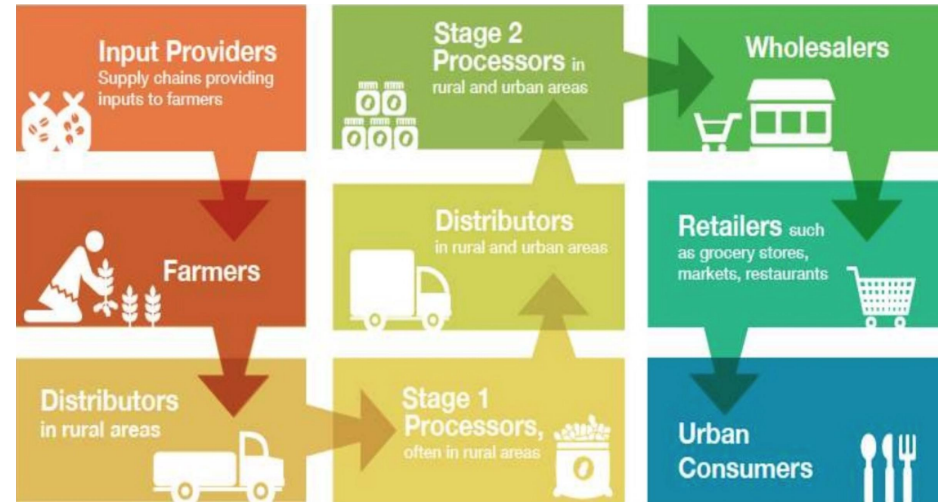 Input Providers
Supply chains providing
inputs to farmers
Farmers
Distributors
in rural areas
Stage 1
Processors,
often in rural areas
Distributors
in rural and urban areas
Stage 2
Processors in
rural and urban areas
Wholesalers
Retailers such
as grocery stores,
markets, restaurants
Urban
Consumers